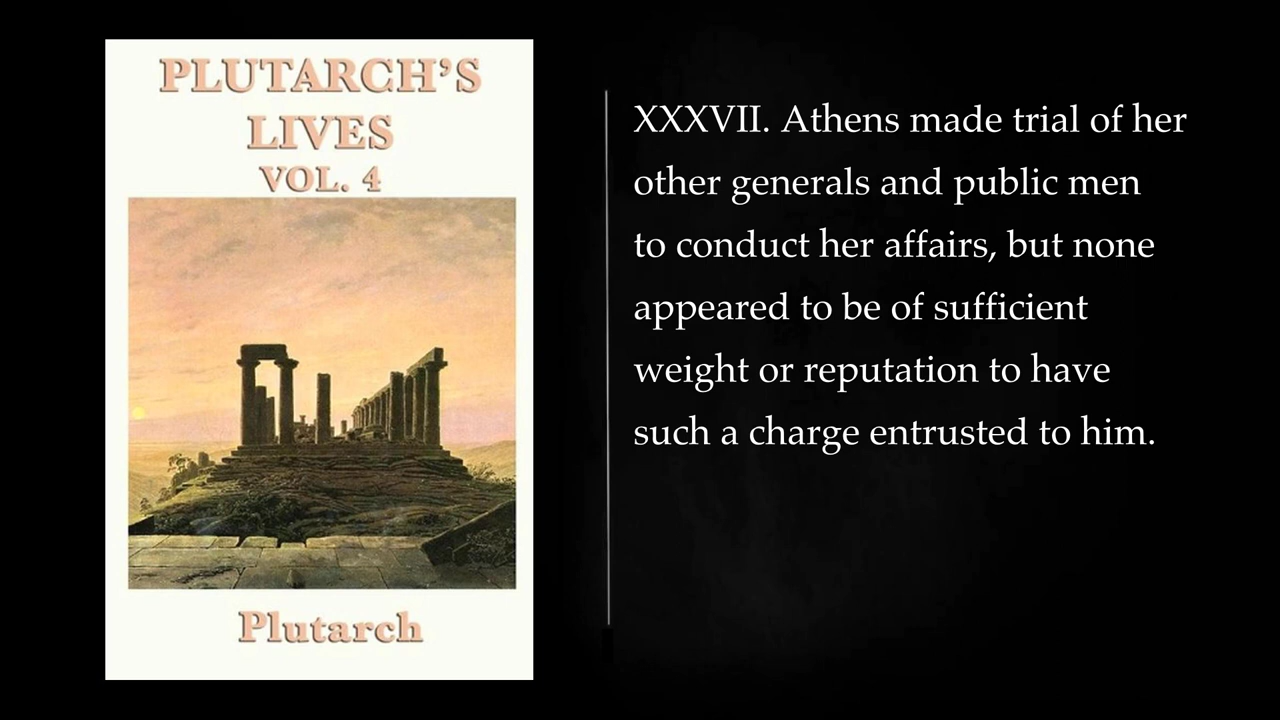 PLUTARCH'S
LIVES
VOL. 4
Plutarch
XXXVII. Athens made trial of her
other generals and public men
to conduct her affairs, but none
appeared to be of sufficient
weight or reputation to have
such a charge entrusted to him.